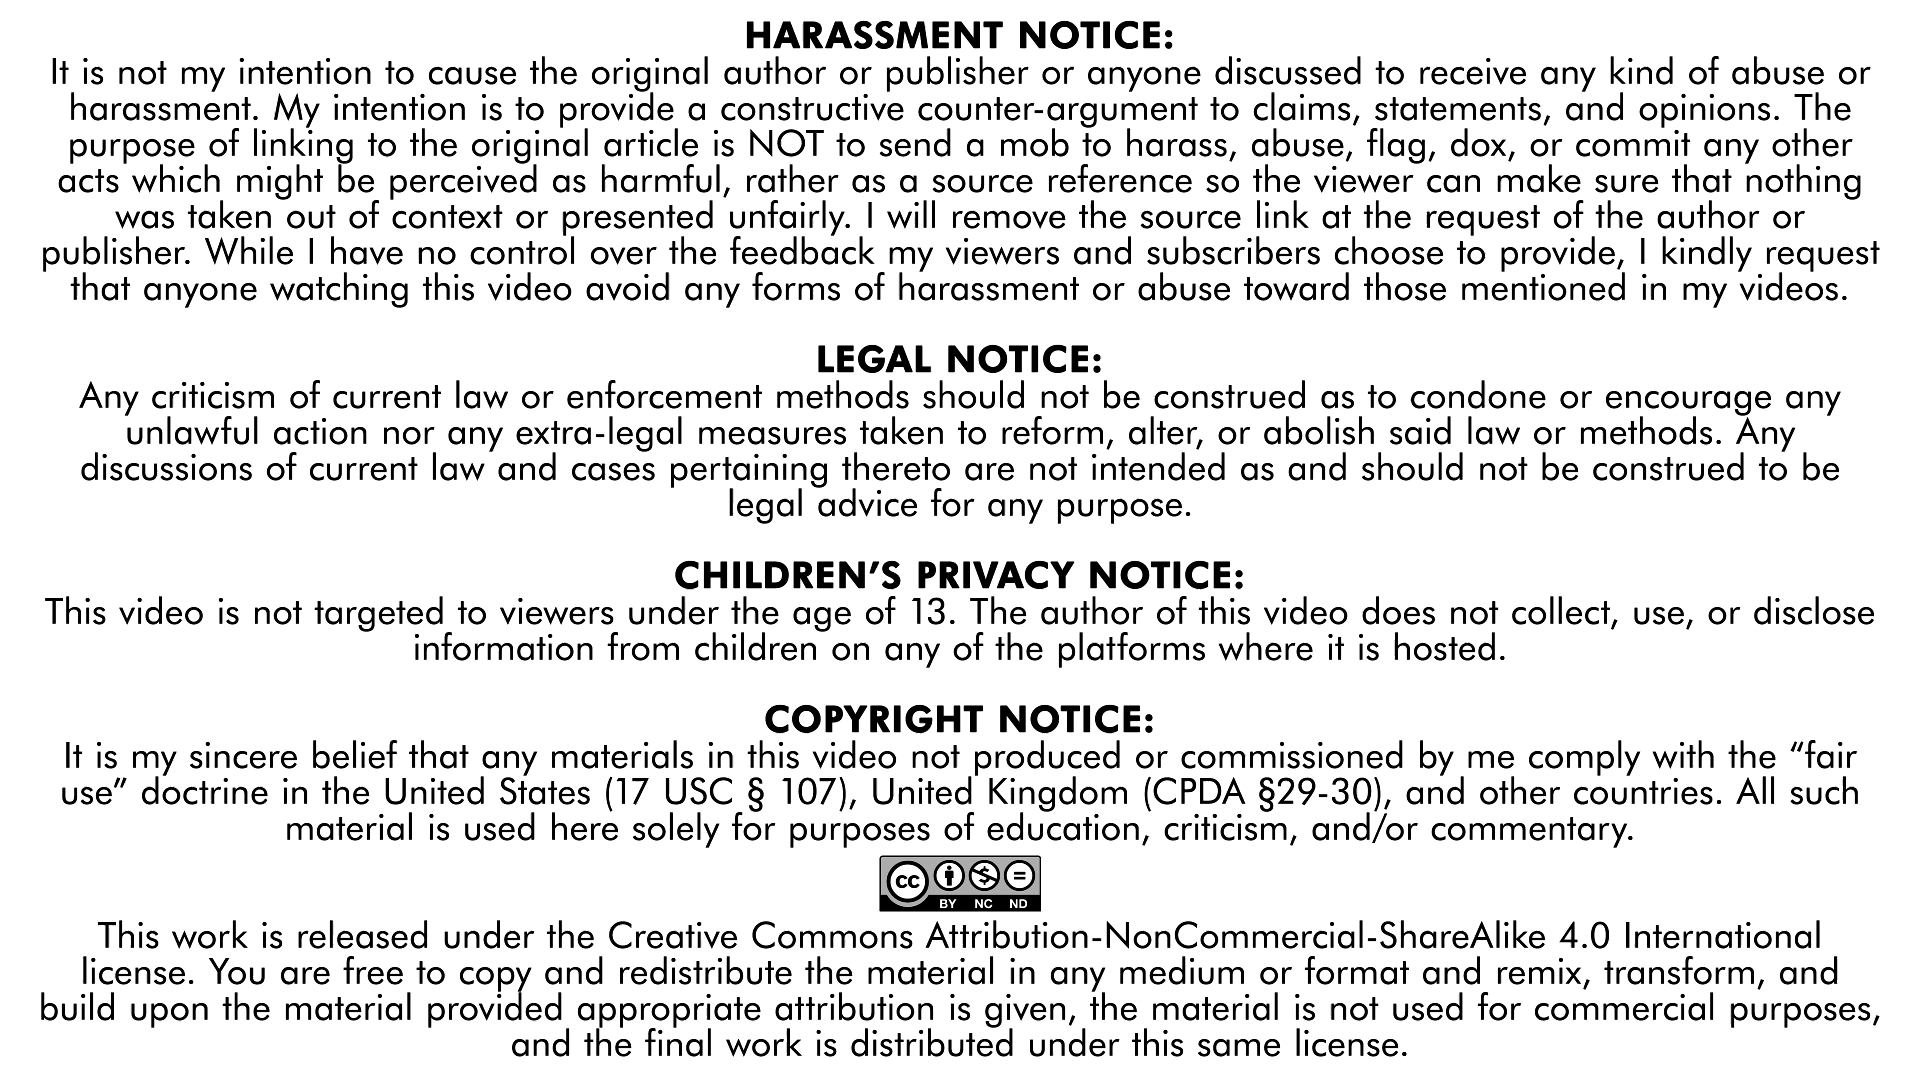 HARASSMENT NOTICE:
It is not my intention to cause the original author or publisher or anyone discussed to receive any kind of abuse or
harassment. My intention is to provide a constructive counter-argument to claims, statements, and opinions. The
purpose of linking to the original article is NOT to send a mob to harass, abuse, flag, dox, or commit any other
acts which might be perceived as harmful, rather as a source reference so the viewer can make sure that nothing
was taken out of context or presented unfairly. I will remove the source link at the request of the author or
publisher. While I have no control over the feedback my viewers and subscribers choose to provide, I kindly request
that anyone watching this video avoid any forms of harassment or abuse toward those mentioned in my videos.
LEGAL NOTICE:
Any criticism of current law or enforcement methods should not be construed as to condone or encourage any
unlawful action nor any extra-legal measures taken to reform, alter, or abolish said law or methods. Any
discussions of current law and cases pertaining thereto are not intended as and should not be construed to be
legal advice for any purpose.
CHILDREN’S PRIVACY NOTICE:
This video is not targeted to viewers under the age of 13. The author of this video does not collect, use, or disclose
information from children on any of the platforms where it is hosted.
COPYRIGHT NOTICE:
It is my sincere belief that any materials in this video not produced or commissioned by me comply with the “fair
use” doctrine in the United States (17 USC § 107), United Kingdom (CPDA §29-30), and other countries. All such
material is used here solely for purposes of education, criticism, and/or commentary.
cc
BY NC ND
This work is released under the Creative Commons Attribution-NonCommercial-ShareAlike 4.0 International
license. You are free to copy and redistribute the material in any medium or format and remix, transform, and
build upon the material provided appropriate attribution is given, the material is not used for commercial purposes,
and the final work is distributed under this same license.